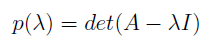 p(λ) = det(A − λI)